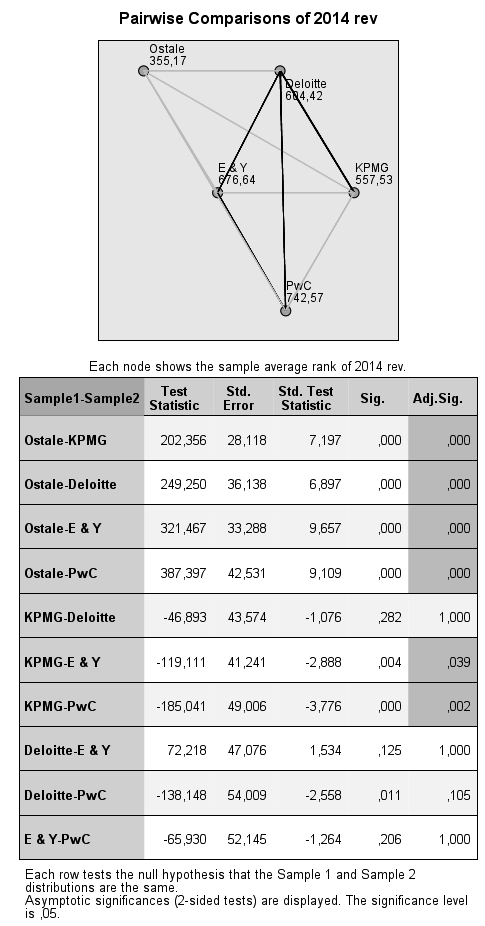 Pairwise Comparisons of 2014 rev
Ostale
355,17
Deloitte
604,42
E & Y
676,64
KPMG
557,53
PwC
742,57
Each node shows the sample average rank of 2014 rev.
Sample1-Sample2 Test Statistic Std. Error Std. Test Statistic Sig. Adj.Sig.
Ostale-KPMG 202,356 28,118 7,197 ,000 ,000
Ostale-Deloitte 249,250 36,138 6,897 ,000 ,000
Ostale-E & Y 321,467 33,288 9,657 ,000 ,000
Ostale-PwC 387,397 42,531 9,109 ,000 ,000
KPMG-Deloitte -46,893 43,574 -1,076 ,282 1,000
KPMG-E & Y -119,111 41,241 -2,888 ,004 ,039
KPMG-PwC -185,041 49,006 -3,776 ,000 ,002
Deloitte-E & Y 72,218 47,076 1,534 ,125 1,000
Deloitte-PwC -138,148 54,009 -2,558 ,011 ,105
E & Y-PwC -65,930 52,145 -1,264 ,206 1,000
Each row tests the null hypothesis that the Sample 1 and Sample 2
distributions are the same.
Asymptotic significances (2-sided tests) are displayed. The significance level
is ,05.